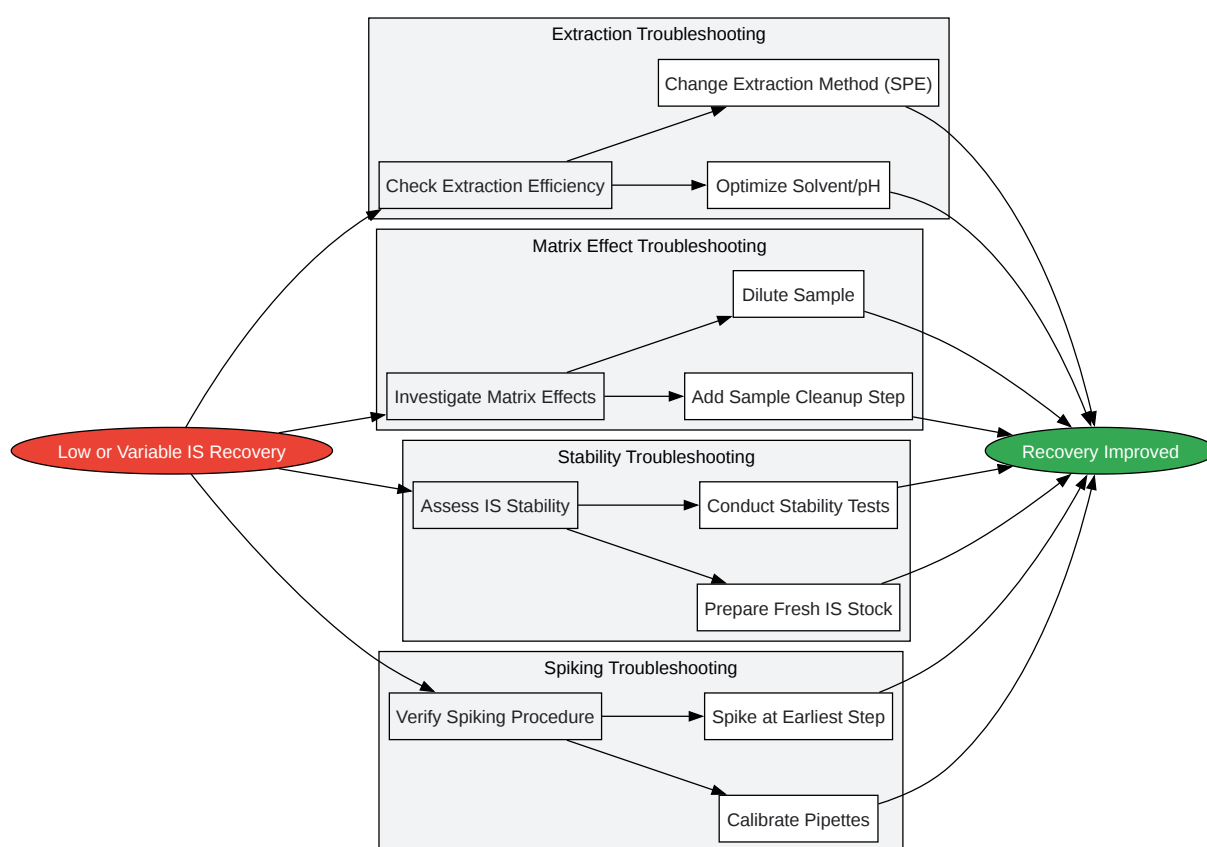 Extraction Troubleshooting
Change Extraction Method (SPE)
Check Extraction Efficiency
Optimize Solvent/pH
Matrix Effect Troubleshooting
Dilute Sample
Investigate Matrix Effects
Add Sample Cleanup Step
Low or Variable IS Recovery
Recovery Improved
Stability Troubleshooting
Assess IS Stability
Conduct Stability Tests
Prepare Fresh IS Stock
Spiking Troubleshooting
Verify Spiking Procedure
Spike at Earliest Step
Calibrate Pipettes